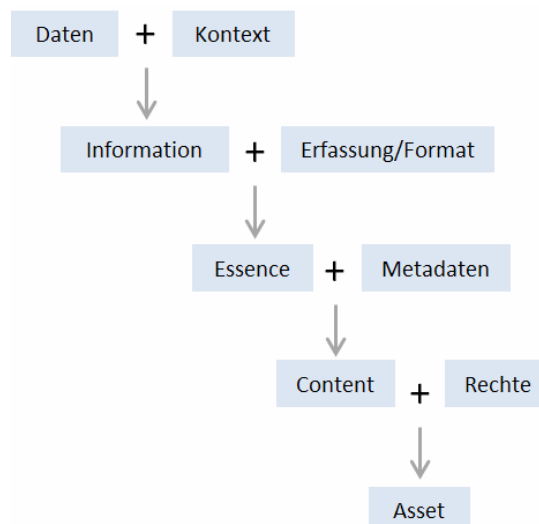 Daten + Kontext
Information + Erfassung/Format
Essence + Metadaten
Content + Rechte
Asset